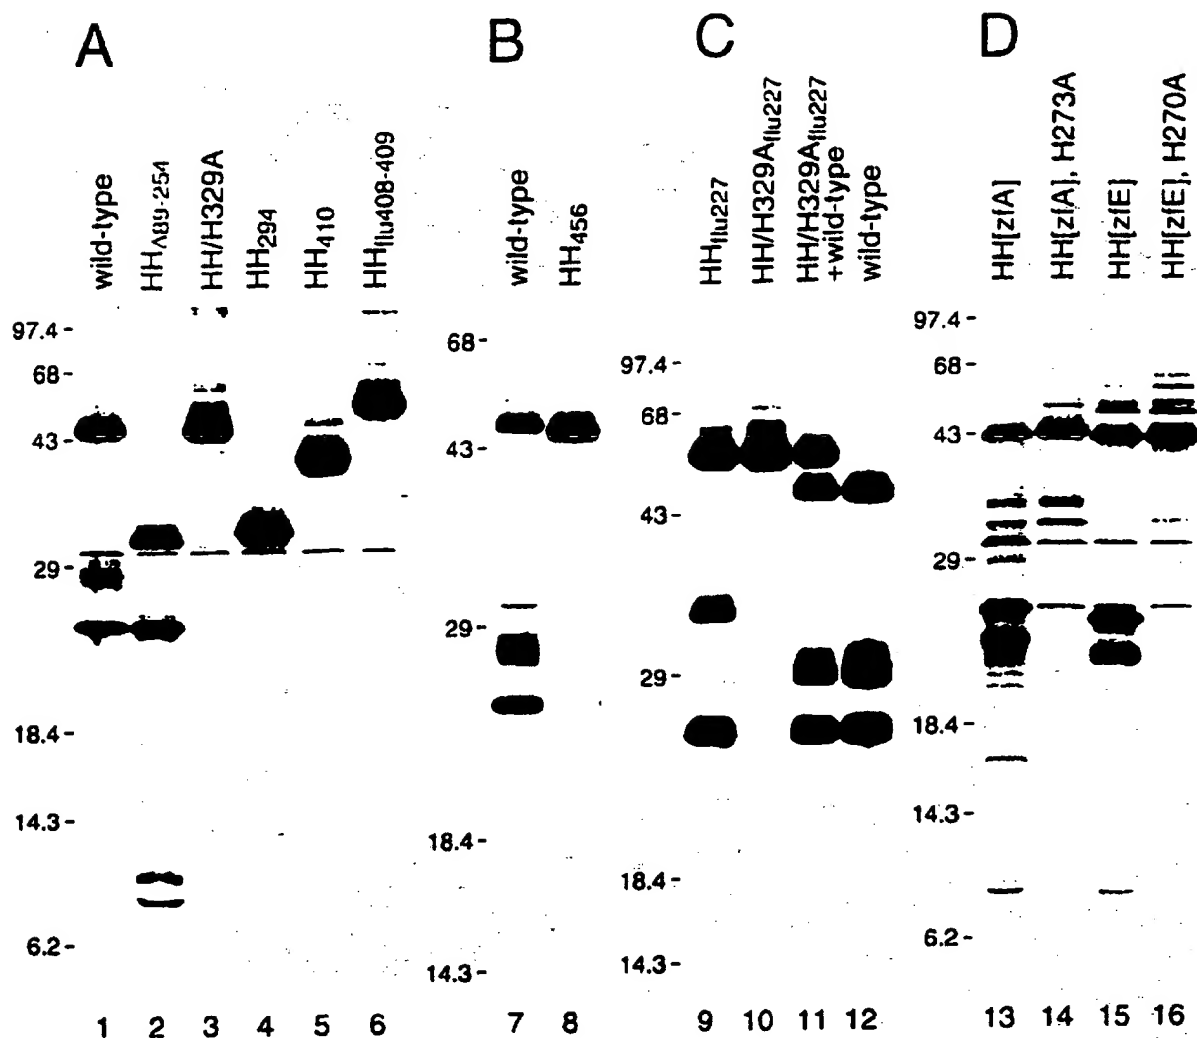 A
B
C
D
wild-type
HHΔ89-254
HH/H329A
HH294
HH410
HHflu408-409
wild-type
HH456
HHflu227
HH/H329Aflu227
HH/H329Aflu227
+wild-type
wild-type
HH[zfA]
HH[zfA], H273A
HH[zfE]
HH[zfE], H270A
97.4-
68-
43-
29-
18.4-
14.3-
6.2-
68-
43-
29-
18.4-
14.3-
97.4-
68-
43-
29-
18.4-
14.3-
97.4-
68-
43-
29-
18.4-
14.3-
6.2-
1 2 3 4 5 6
7 8
9 10 11 12
13 14 15 16